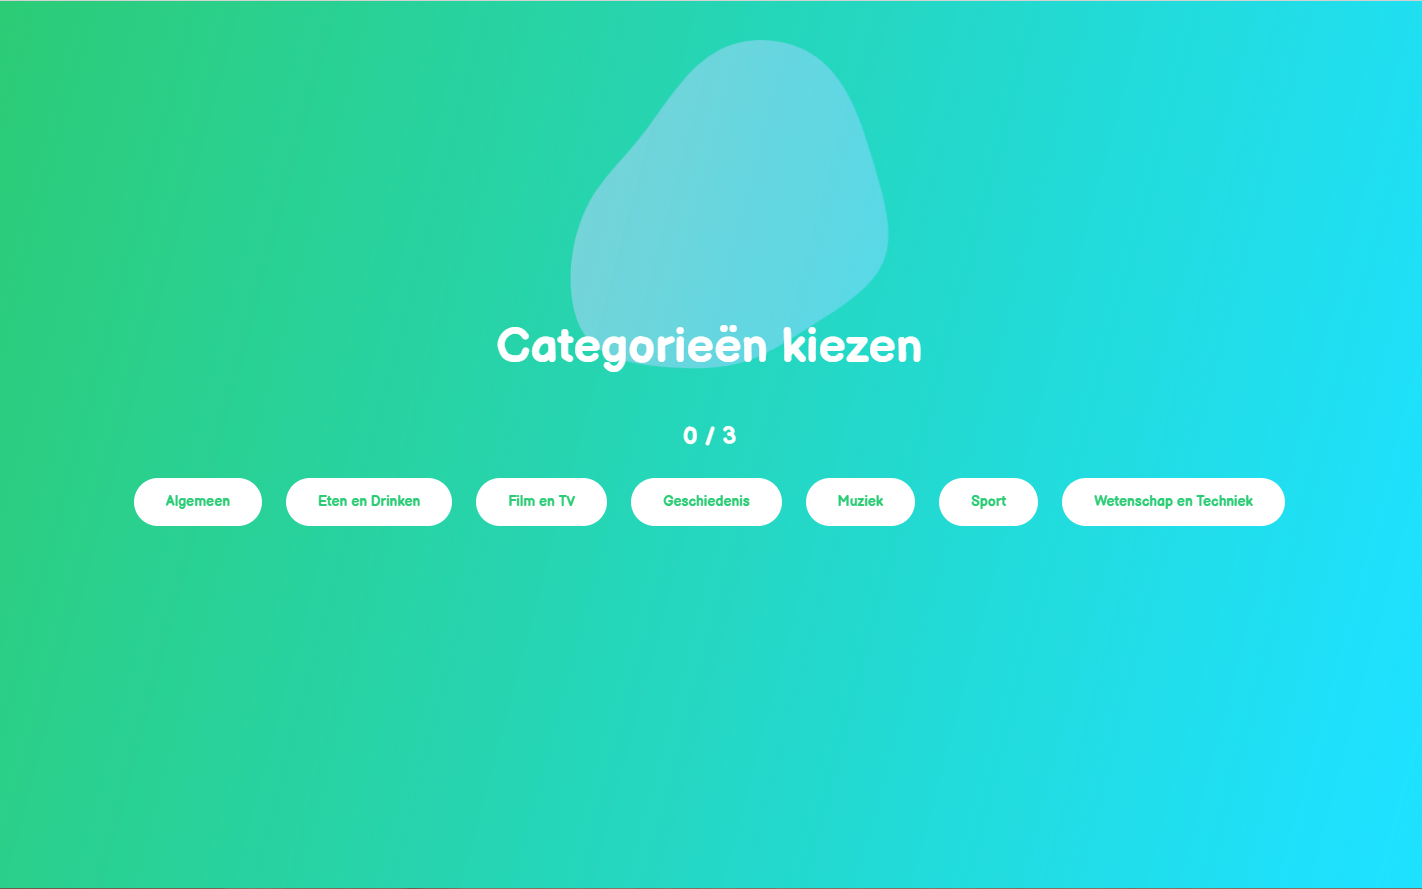 Categorieën kiezen
0 / 3
Algemeen Eten en Drinken Film en TV Geschiedenis Muziek Sport Wetenschap en Techniek